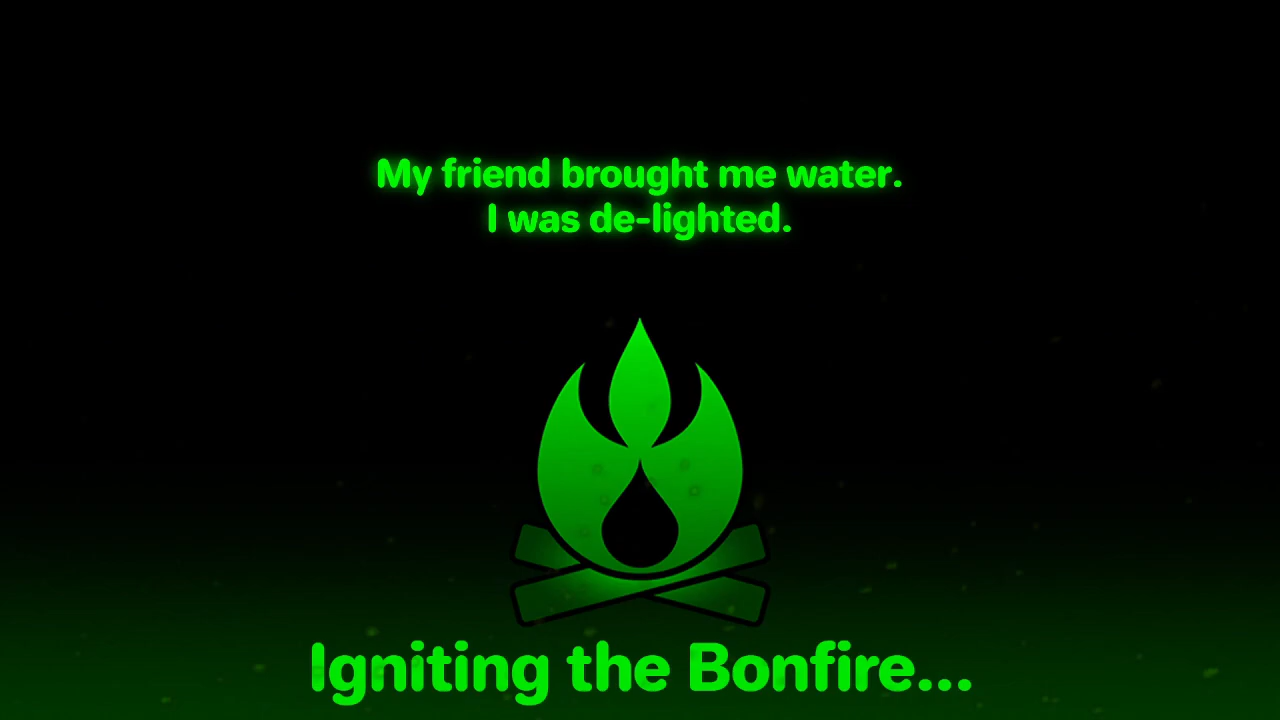 My friend brought me water.
I was de-lighted.
Igniting the Bonfire...